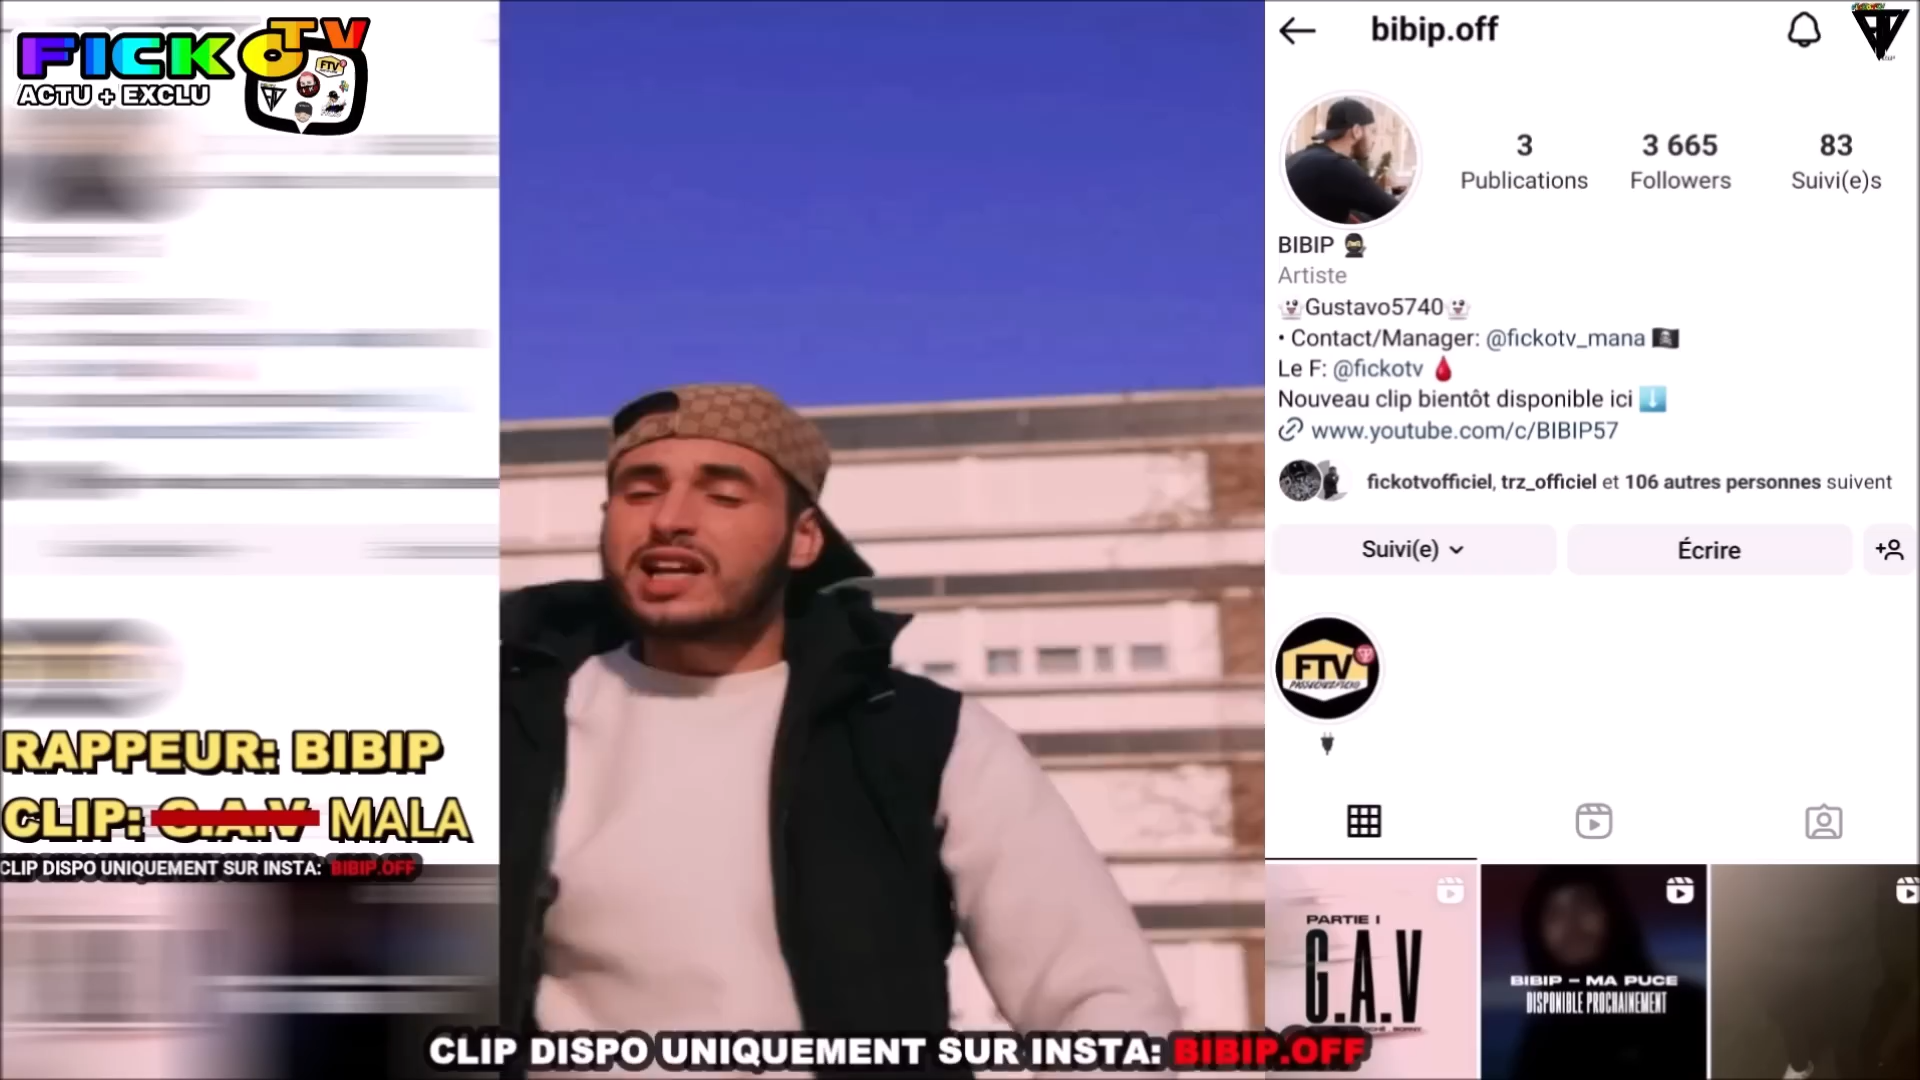 FICKO TV
ACTU + EXCLU
FTV
RAPPEUR: BIBIP
CLIP: G.A.V MALA
CLIP DISPO UNIQUEMENT SUR INSTA: BIBIP.OFF
bibip.off
3
Publications
3 665
Followers
83
Suivi(e)s
BIBIP
Artiste
Gustavo5740
• Contact/Manager: @fickotv_mana
Le F: @fickotv
Nouveau clip bientôt disponible ici
www.youtube.com/c/BIBIP57
fickotvofficiel, trz_officiel et 106 autres personnes suivent
Suivi(e)
Écrire
FTV
PASSECHEZFICKO
PARTIE I
G.A.V
BIBIP - MA PUCE
DISPONIBLE PROCHAINEMENT
CLIP DISPO UNIQUEMENT SUR INSTA: BIBIP.OFF